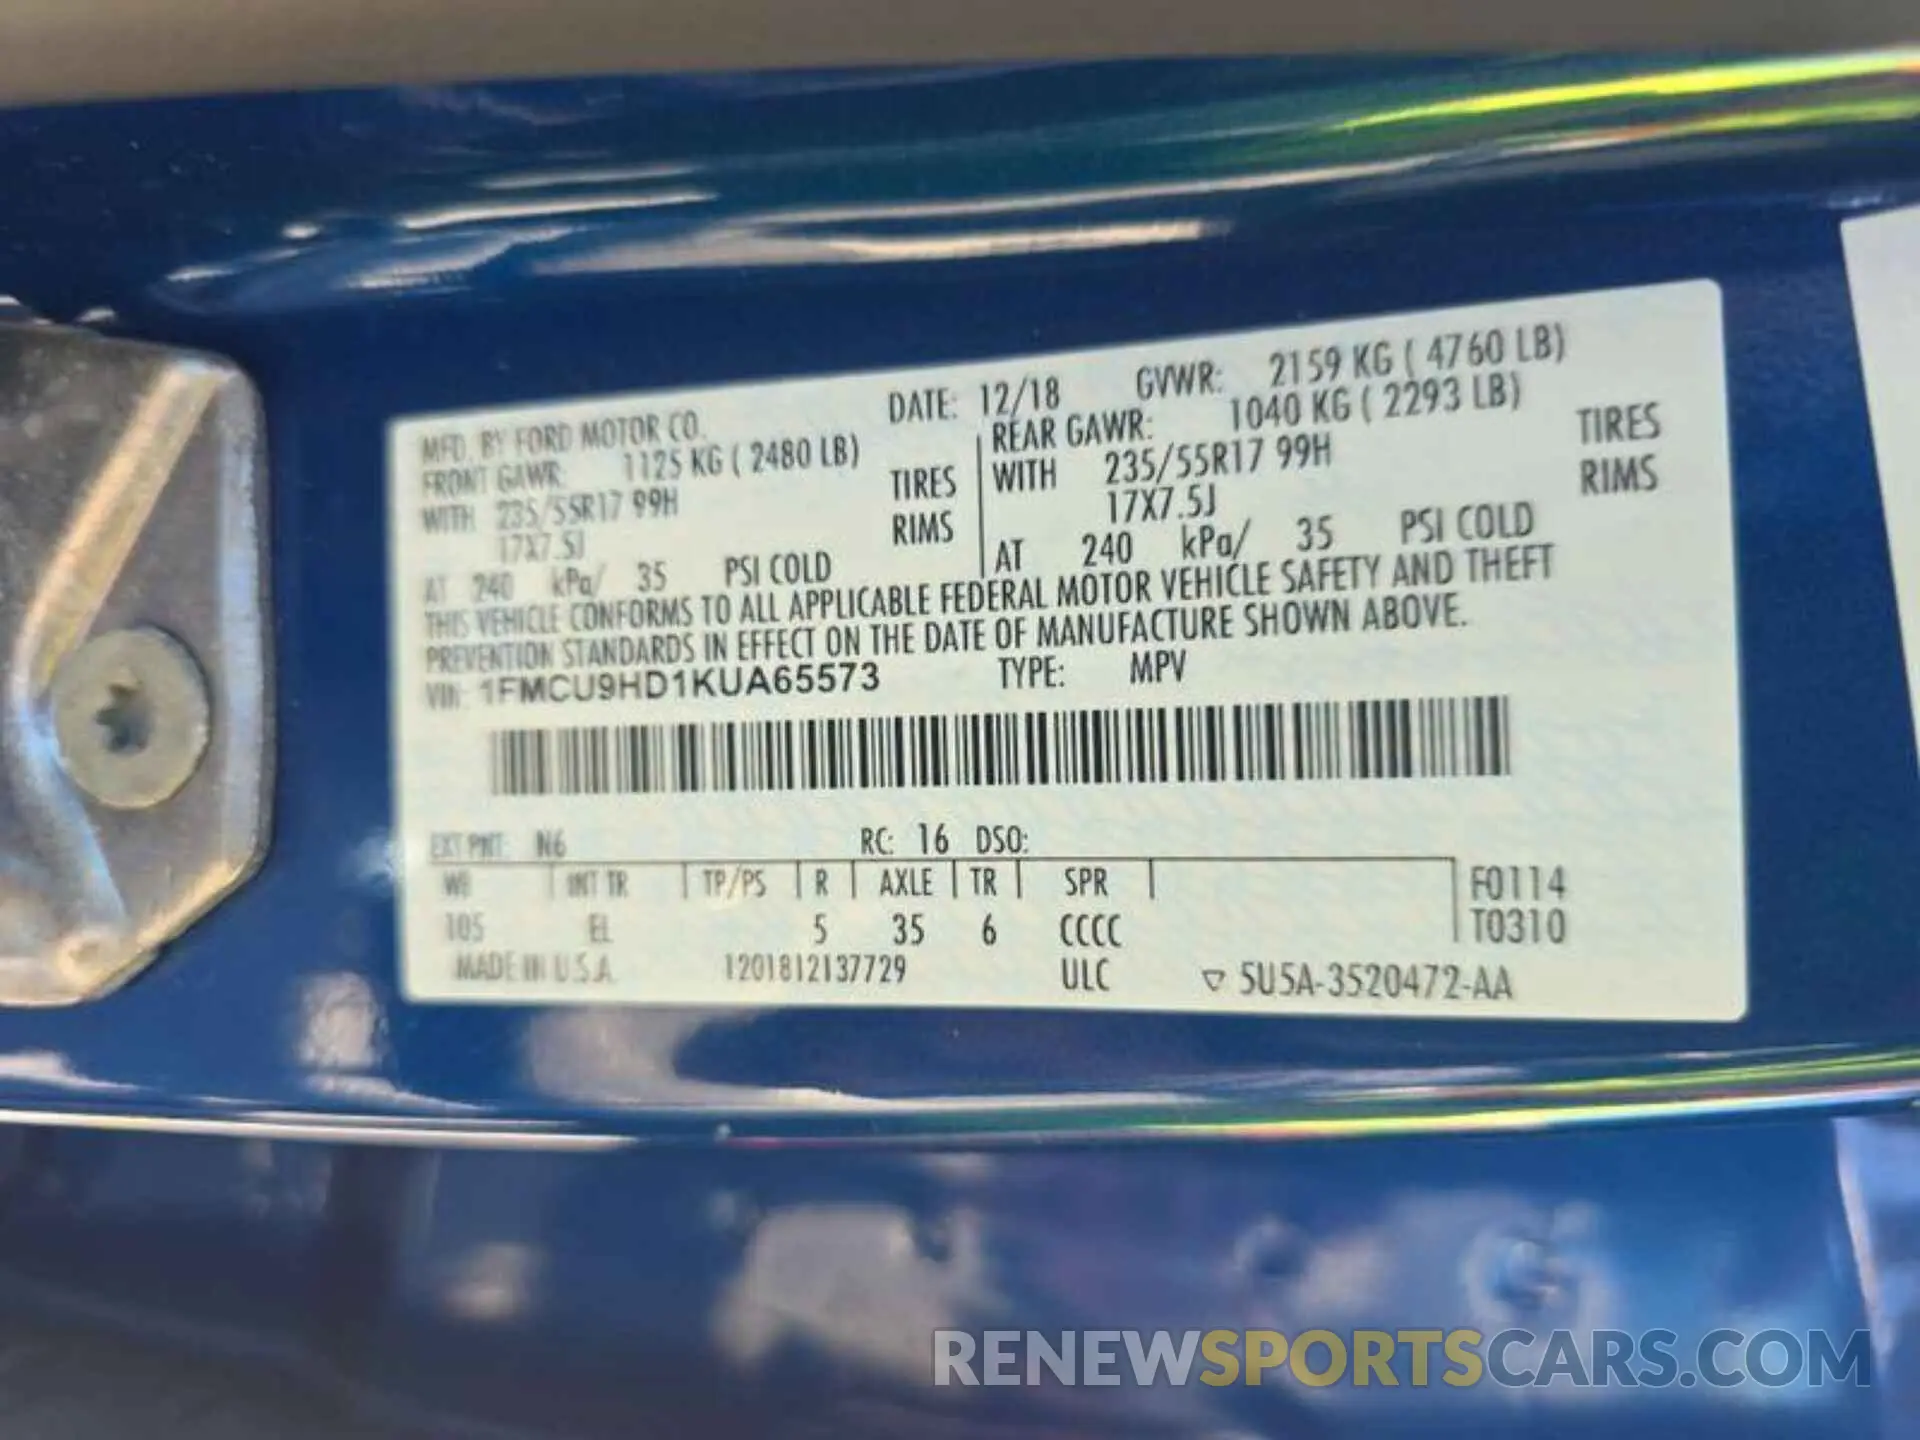 MFD. BY FORD MOTOR CO. DATE: 12/18 GVWR: 2159 KG ( 4760 LB)
FRONT GAWR: 1125 KG ( 2480 LB) REAR GAWR: 1040 KG ( 2293 LB)
WITH 235/55R17 99H TIRES WITH 235/55R17 99H TIRES
17X7.5J RIMS 17X7.5J RIMS
AT 240 kPa/ 35 PSI COLD AT 240 kPa/ 35 PSI COLD
THIS VEHICLE CONFORMS TO ALL APPLICABLE FEDERAL MOTOR VEHICLE SAFETY AND THEFT
PREVENTION STANDARDS IN EFFECT ON THE DATE OF MANUFACTURE SHOWN ABOVE.
VIN: 1FMCU9HD1KUA65573 TYPE: MPV
EXT PNT: N6 RC: 16 DSO:
WB INT TR TP/PS R AXLE TR SPR F0114
105 EL 5 35 6 CCCC T0310
MADE IN U.S.A. 1201812137729 ULC ▽ 5U5A-3520472-AA
RENEWSPORTSCARS.COM